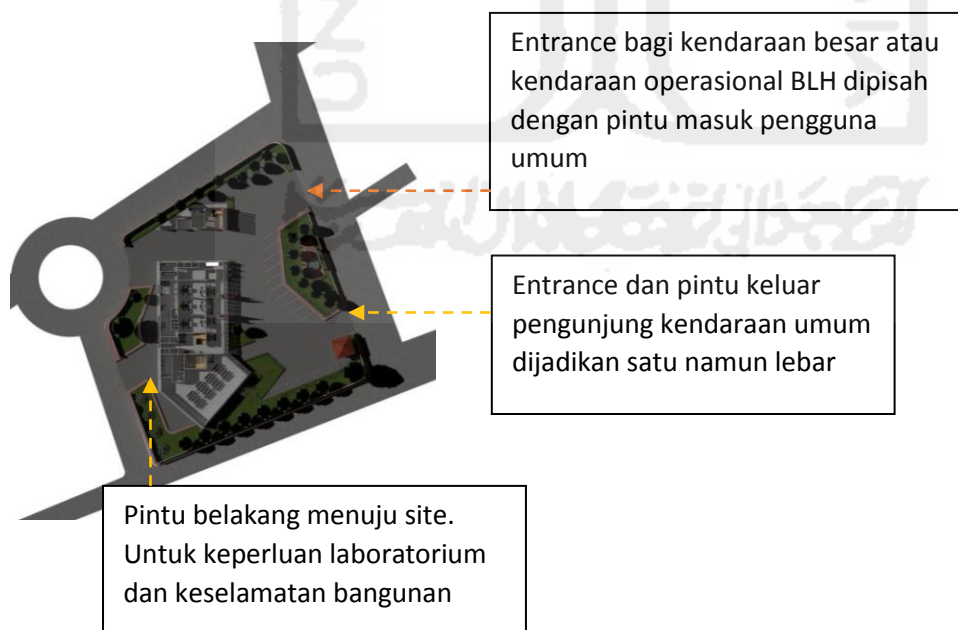 Entrance bagi kendaraan besar atau
kendaraan operasional BLH dipisah
dengan pintu masuk pengguna
umum
Entrance dan pintu keluar
pengunjung kendaraan umum
dijadikan satu namun lebar
Pintu belakang menuju site.
Untuk keperluan laboratorium
dan keselamatan bangunan